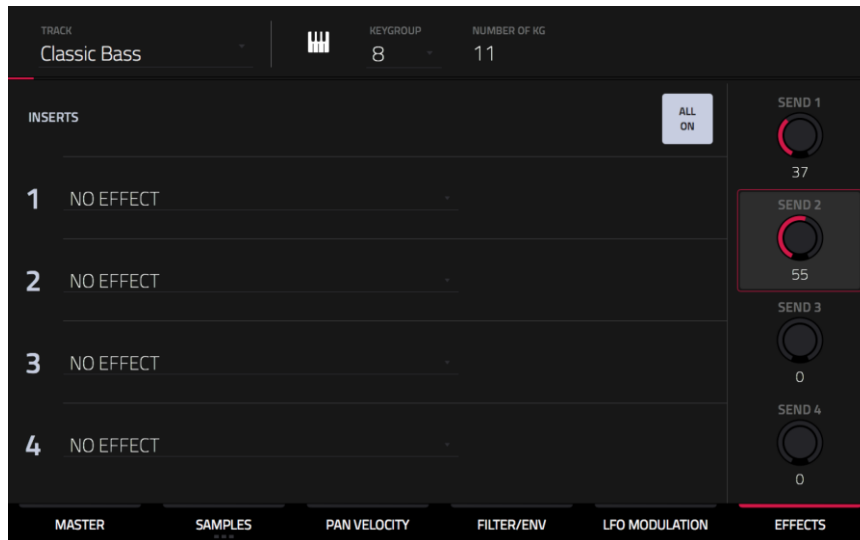 TRACK
Classic Bass
KEYGROUP
8
NUMBER OF KG
11
INSERTS
ALL
ON
1 NO EFFECT
2 NO EFFECT
3 NO EFFECT
4 NO EFFECT
SEND 1
37
SEND 2
55
SEND 3
0
SEND 4
0
MASTER SAMPLES PAN VELOCITY FILTER/ENV LFO MODULATION EFFECTS